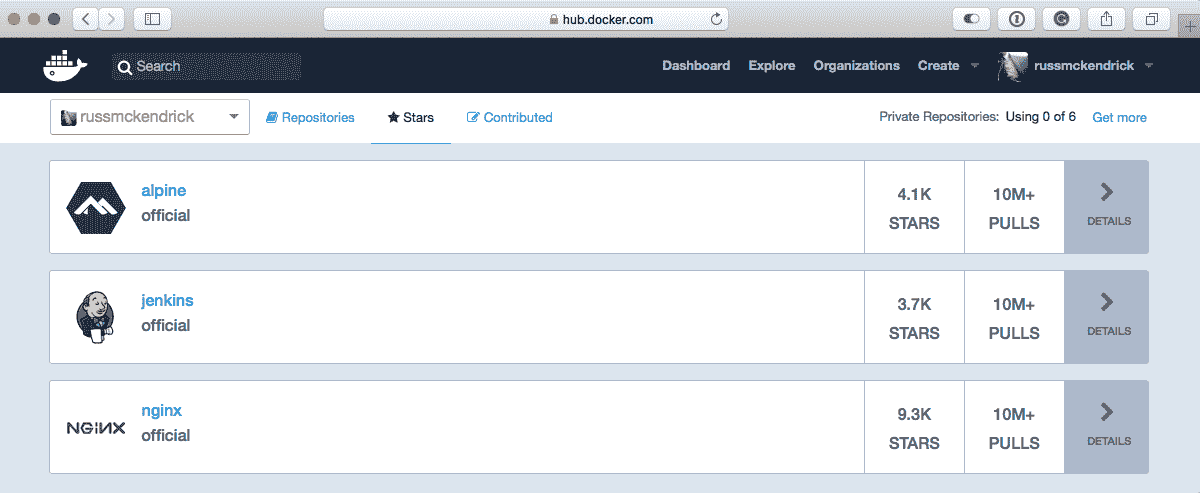 hub.docker.com
Search
Dashboard Explore Organizations Create russmckendrick
russmckendrick Repositories Stars Contributed Private Repositories: Using 0 of 6 Get more
alpine
official
4.1K
STARS
10M+
PULLS
DETAILS
jenkins
official
3.7K
STARS
10M+
PULLS
DETAILS
NGINX
nginx
official
9.3K
STARS
10M+
PULLS
DETAILS